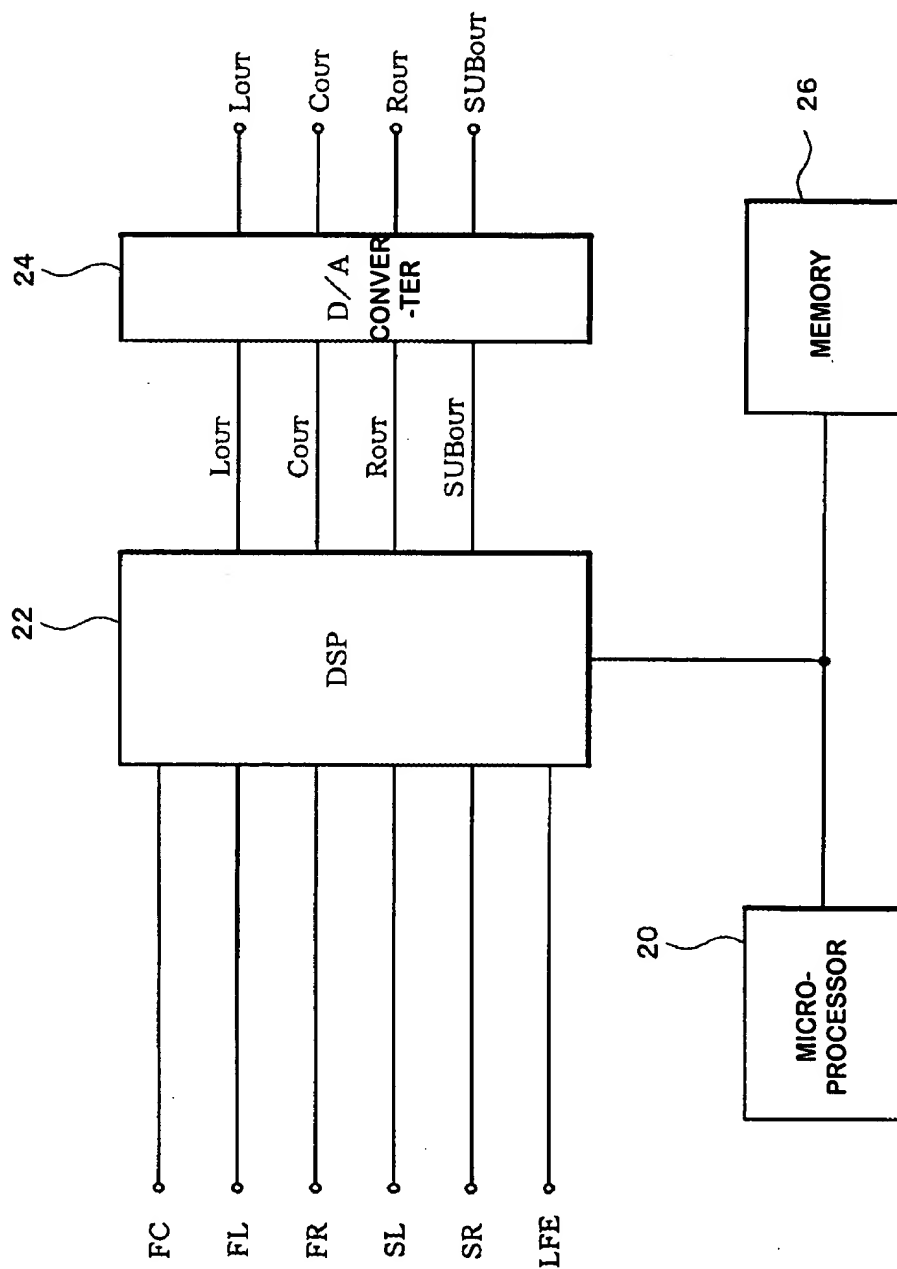 FC
FL
FR
SL
SR
LFE
22
DSP
LOUT
COUT
ROUT
SUBout
24
D/A
CONVER
-TER
LOUT
COUT
ROUT
SUBout
20
MICRO-
PROCESSOR
26
MEMORY